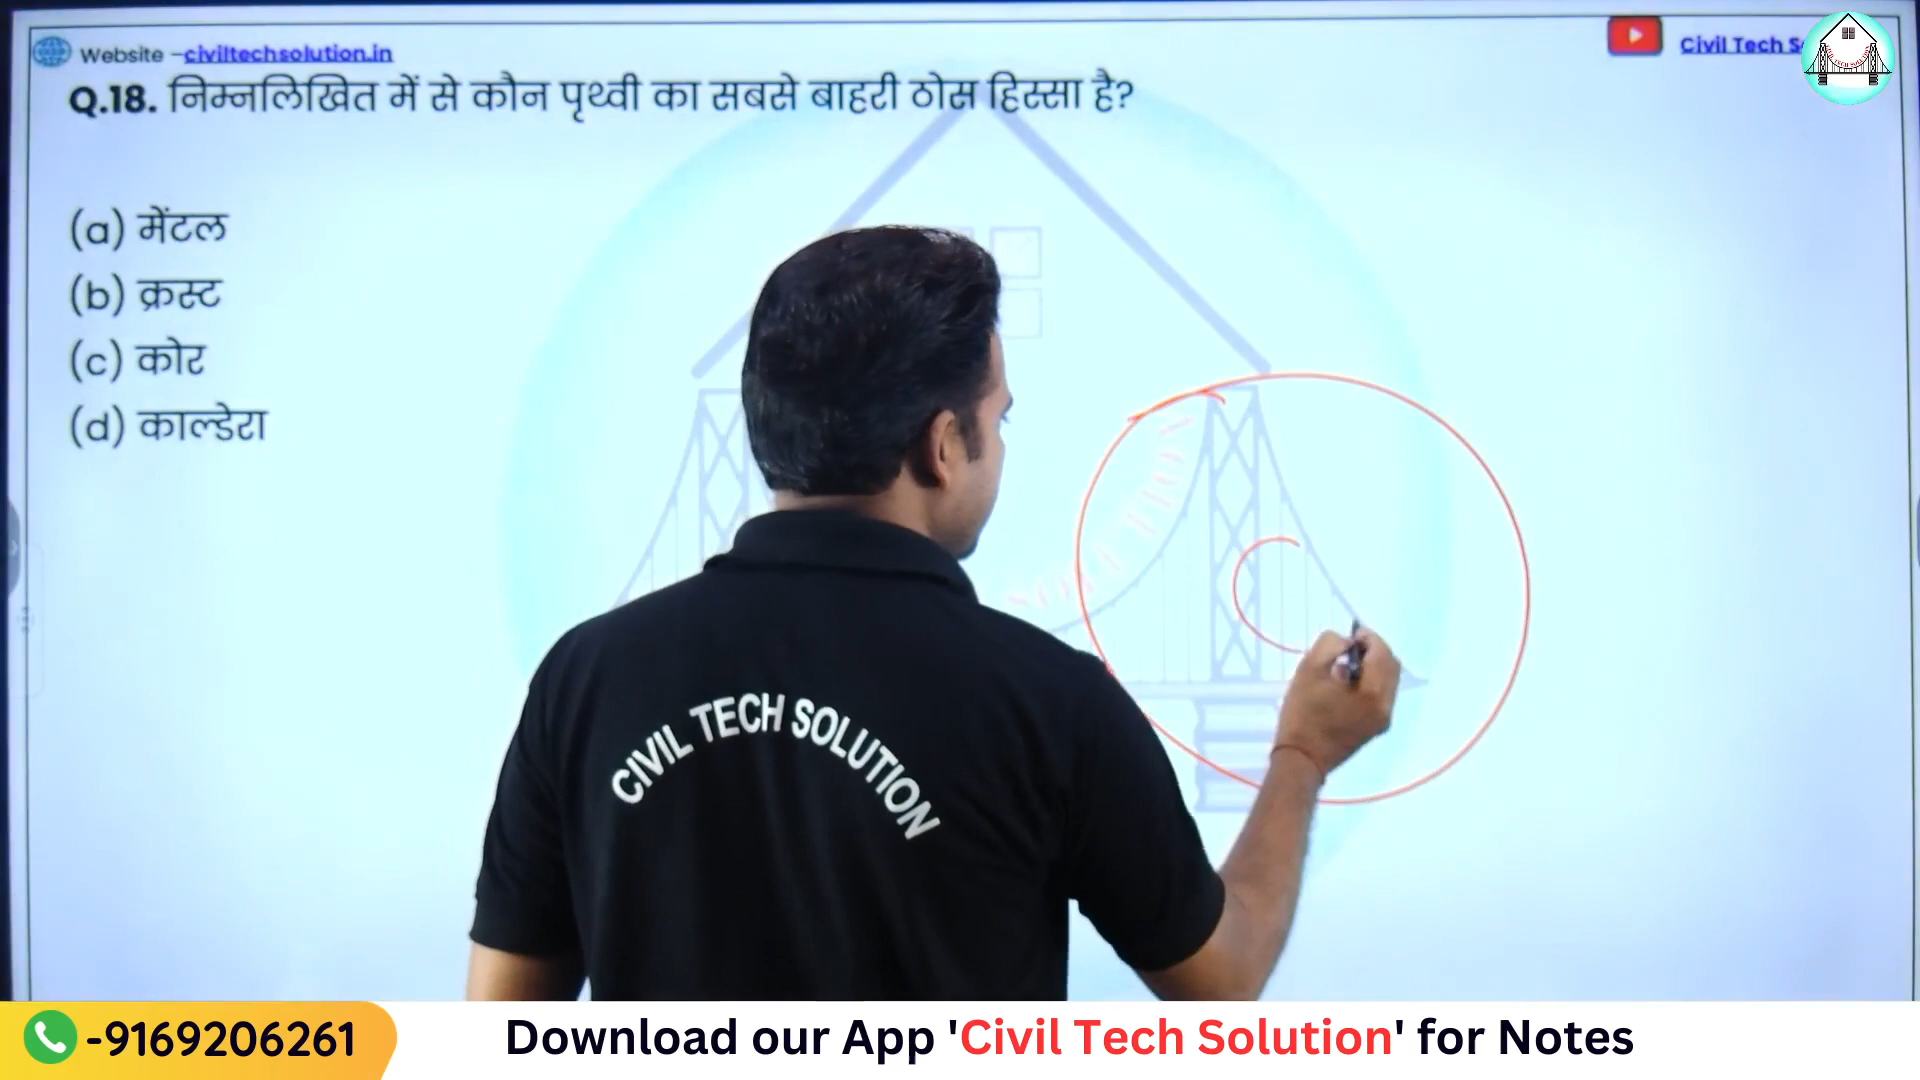 Website –civiltechsolution.in
Civil Tech S
Q.18. निम्नलिखित में से कौन पृथ्वी का सबसे बाहरी ठोस हिस्सा है?
(a) मेंटल
(b) क्रस्ट
(c) कोर
(d) काल्डेरा
CIVIL TECH SOLUTION
-9169206261
Download our App 'Civil Tech Solution' for Notes